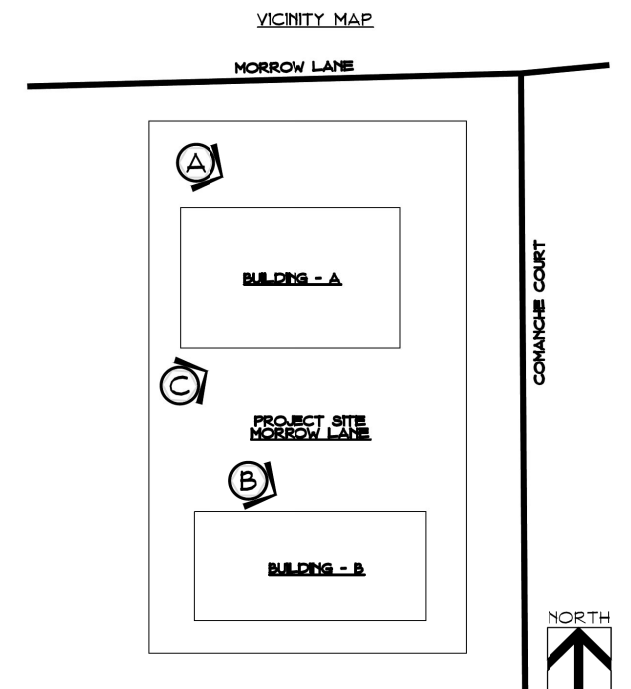 VICINITY MAP
MORROW LANE
A
BUILDING - A
COMANCHE COURT
C
PROJECT SITE
MORROW LANE
B
BUILDING - B
NORTH